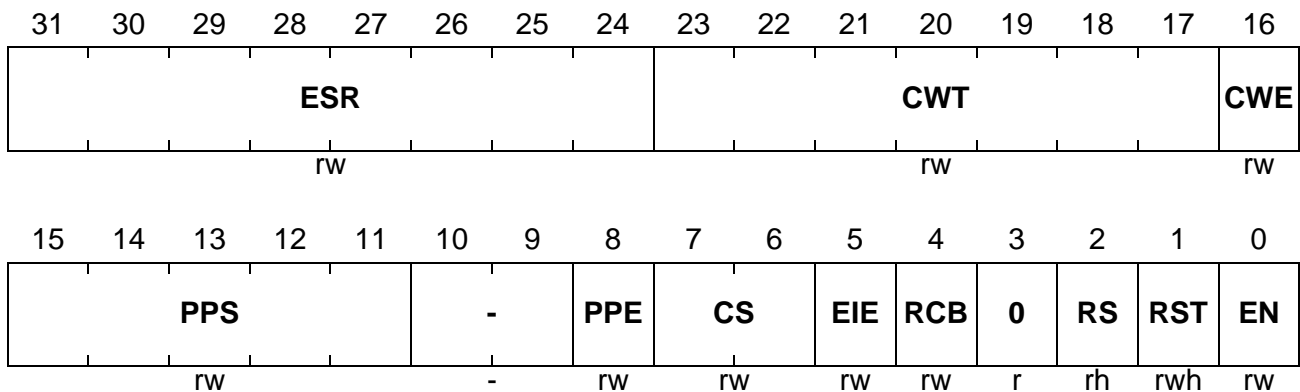 31 30 29 28 27 26 25 24 23 22 21 20 19 18 17 16
ESR CWT CWE
rw rw rw
15 14 13 12 11 10 9 8 7 6 5 4 3 2 1 0
PPS - PPE CS EIE RCB 0 RS RST EN
rw - rw rw rw rw r rh rwh rw